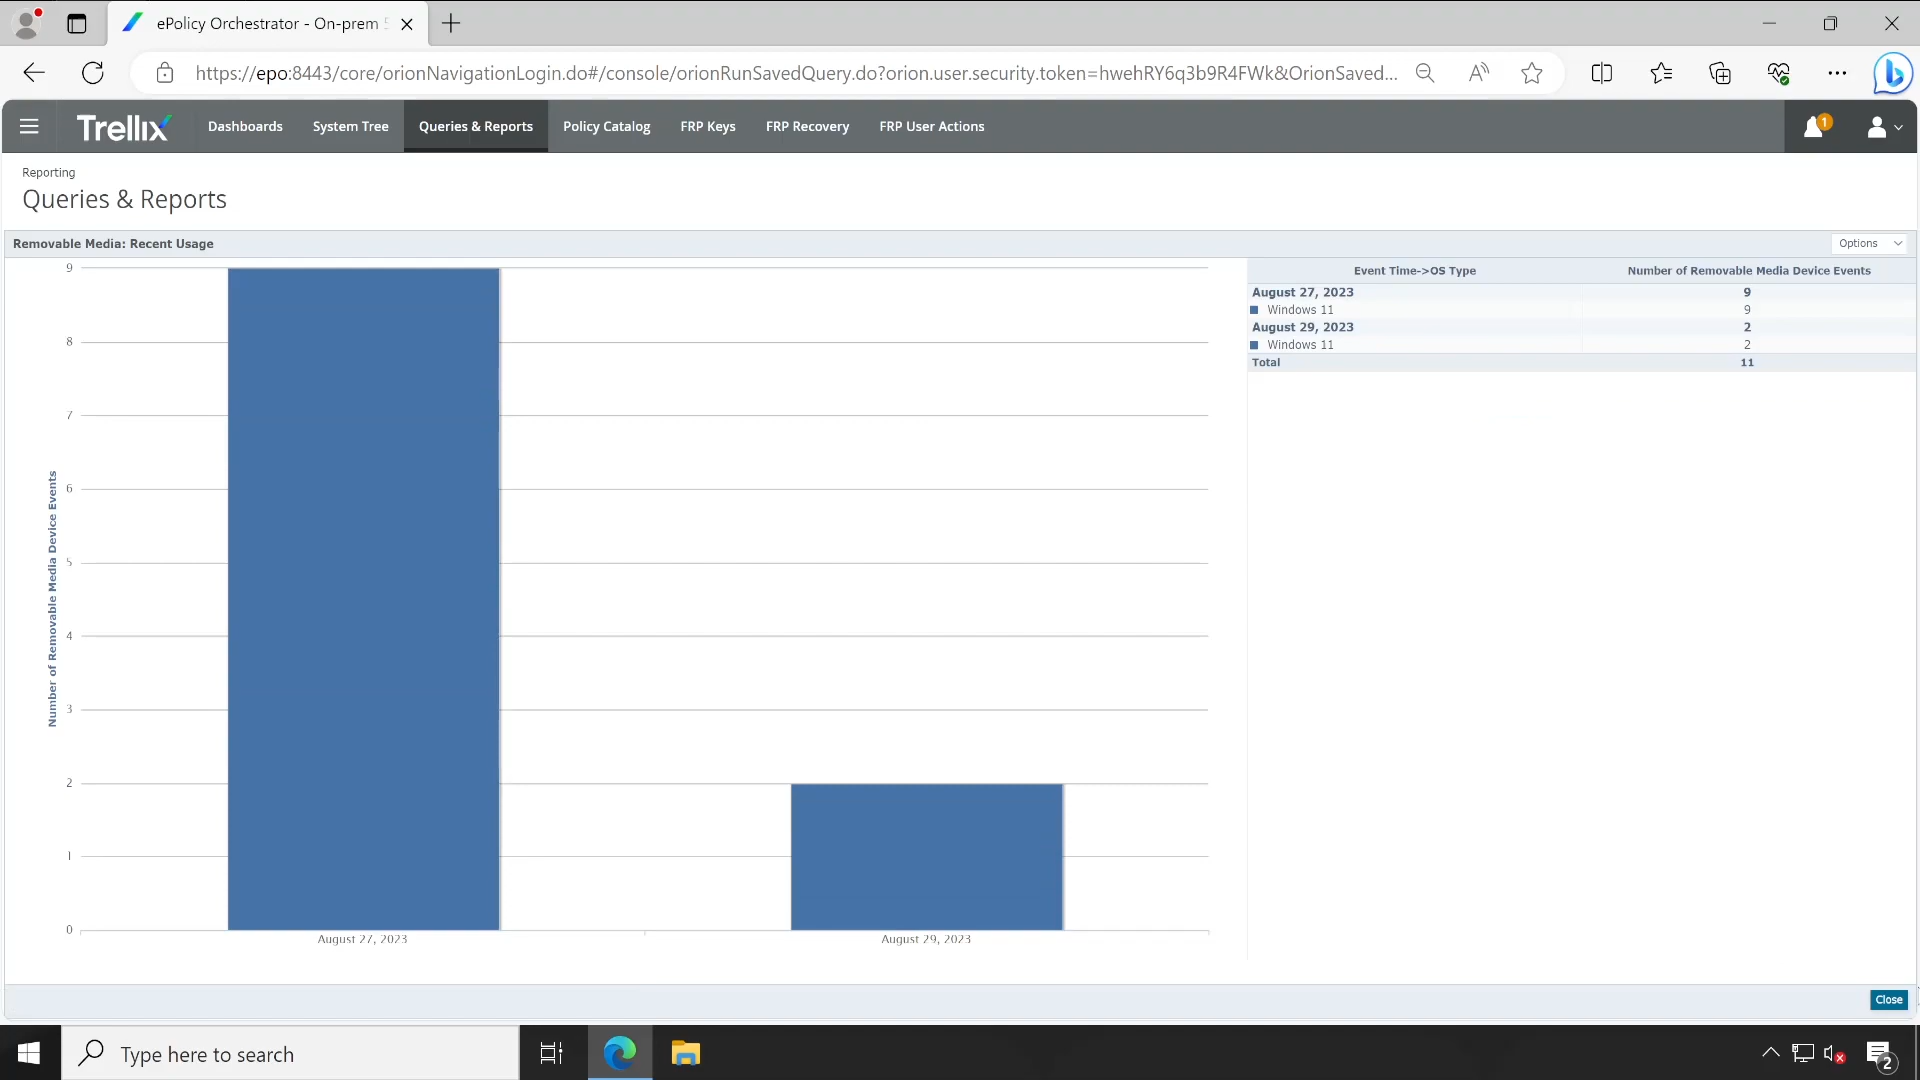 ePolicy Orchestrator - On-prem
https://epo:8443/core/orionNavigationLogin.do#/console/orionRunSavedQuery.do?orion.user.security.token=hwehRY6q3b9R4FWk&OrionSaved...
Trellix
Dashboards
System Tree
Queries & Reports
Policy Catalog
FRP Keys
FRP Recovery
FRP User Actions
1
Reporting
Queries & Reports
Removable Media: Recent Usage
Options
Number of Removable Media Device Events
9
8
7
6
5
4
3
2
1
0
August 27, 2023
August 29, 2023
Event Time->OS Type Number of Removable Media Device Events
August 27, 2023 9
Windows 11 9
August 29, 2023 2
Windows 11 2
Total 11
Close
Type here to search
2